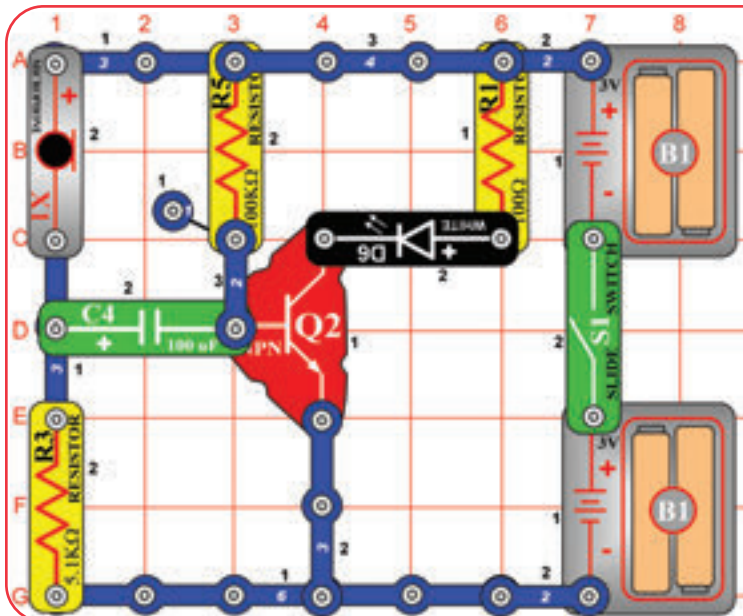 1 2 3 4 5 6 7 8
A
1
3
3
4
2
2
R5
RESISTOR
100KΩ
2
R1
RESISTOR
100Ω
1
3V
+
-
B1
1
+
X1
2
B
1
1
C
WHITE
D6
+
2
2
3
2
C4
+
100 uF
NPN
Q2
1
D
S1
SLIDE SWITCH
2
3
1
E
R3
RESISTOR
5.1KΩ
2
3V
+
-
B1
1
F
3
2
G
1
6
2
2